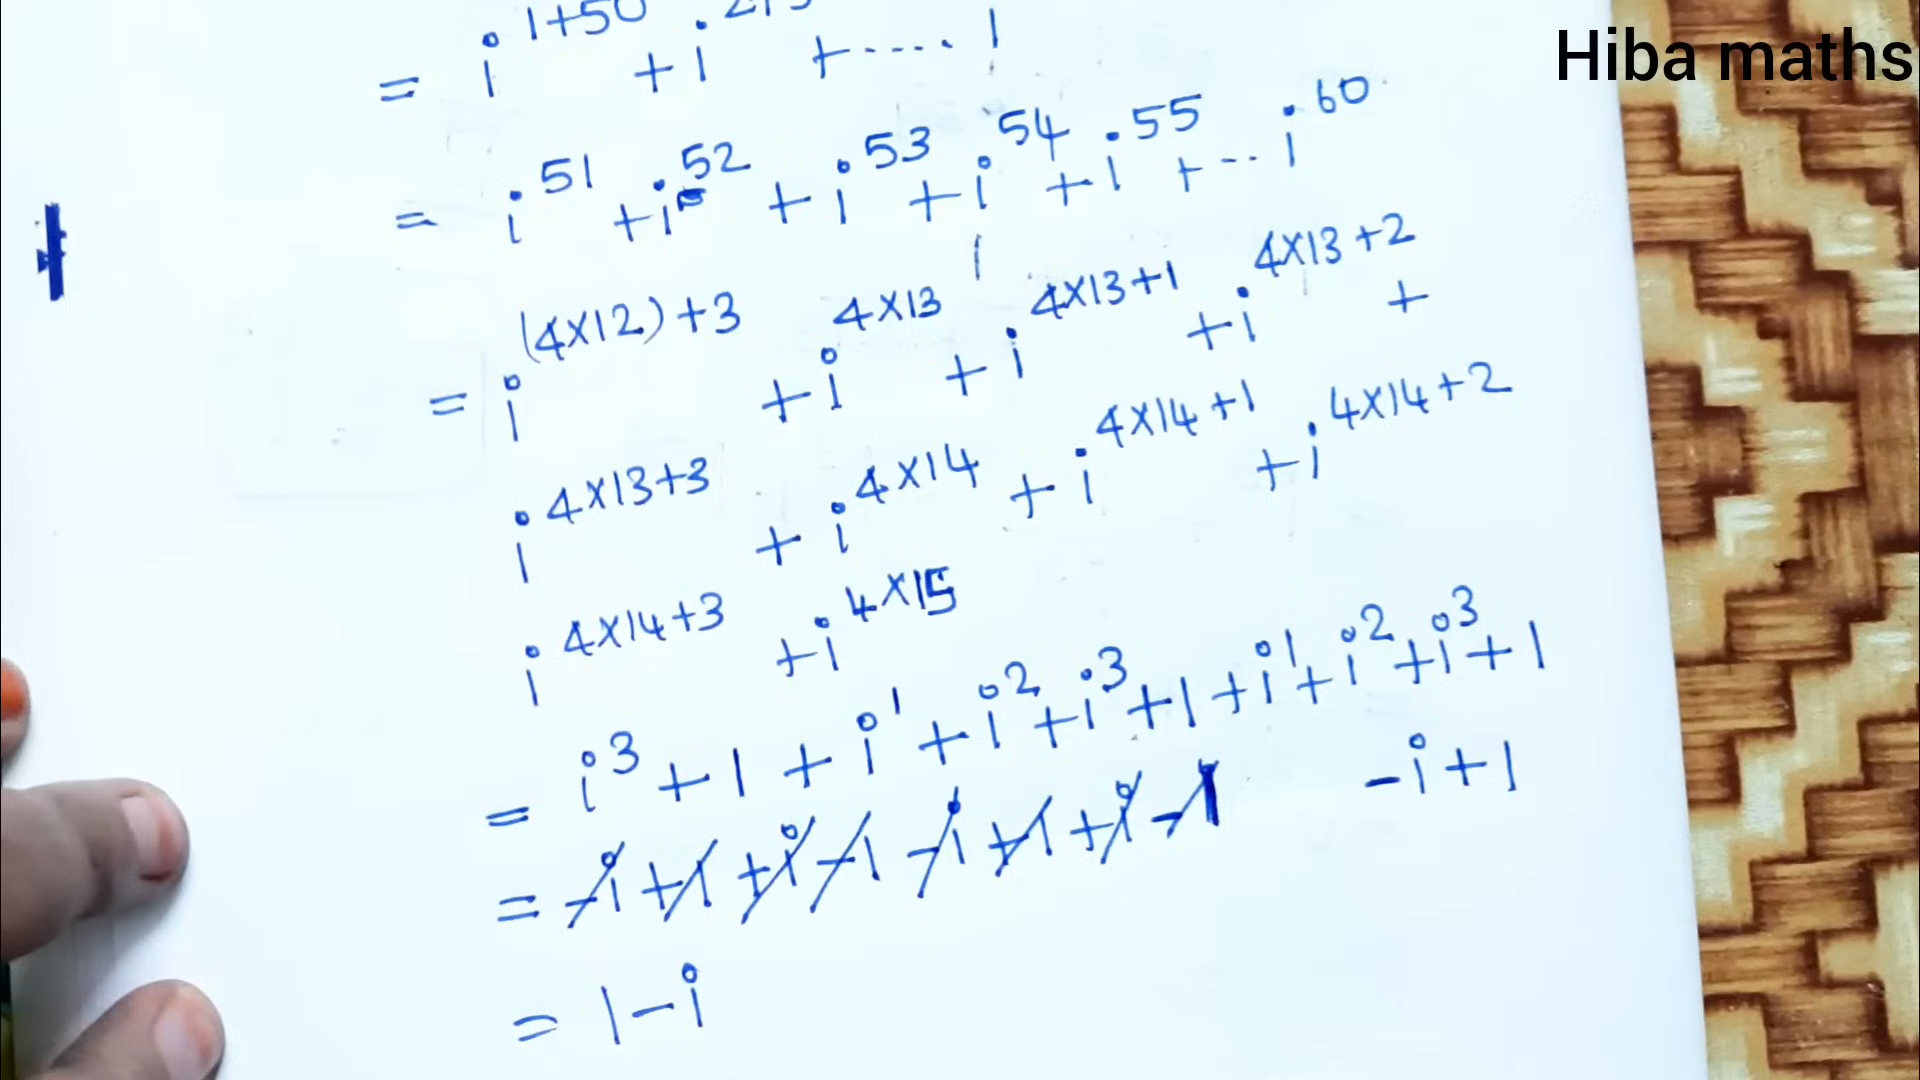 Hiba maths
= i^1+50 + i + ..... 1
= i^51 + i^52 + i^53 + i^54 + i^55 + ... i^60
= i^(4×12)+3 + i^4×13 + i^4×13+1 + i^4×13+2 +
i^4×13+3 + i^4×14 + i^4×14+1 + i^4×14+2
i^4×14+3 + i^4×15
= i^3 + 1 + i^1 + i^2 + i^3 + 1 + i^1 + i^2 + i^3 + 1
= -i + 1 + i - 1 - i + 1 + i - 1 - i + 1
= 1 - i